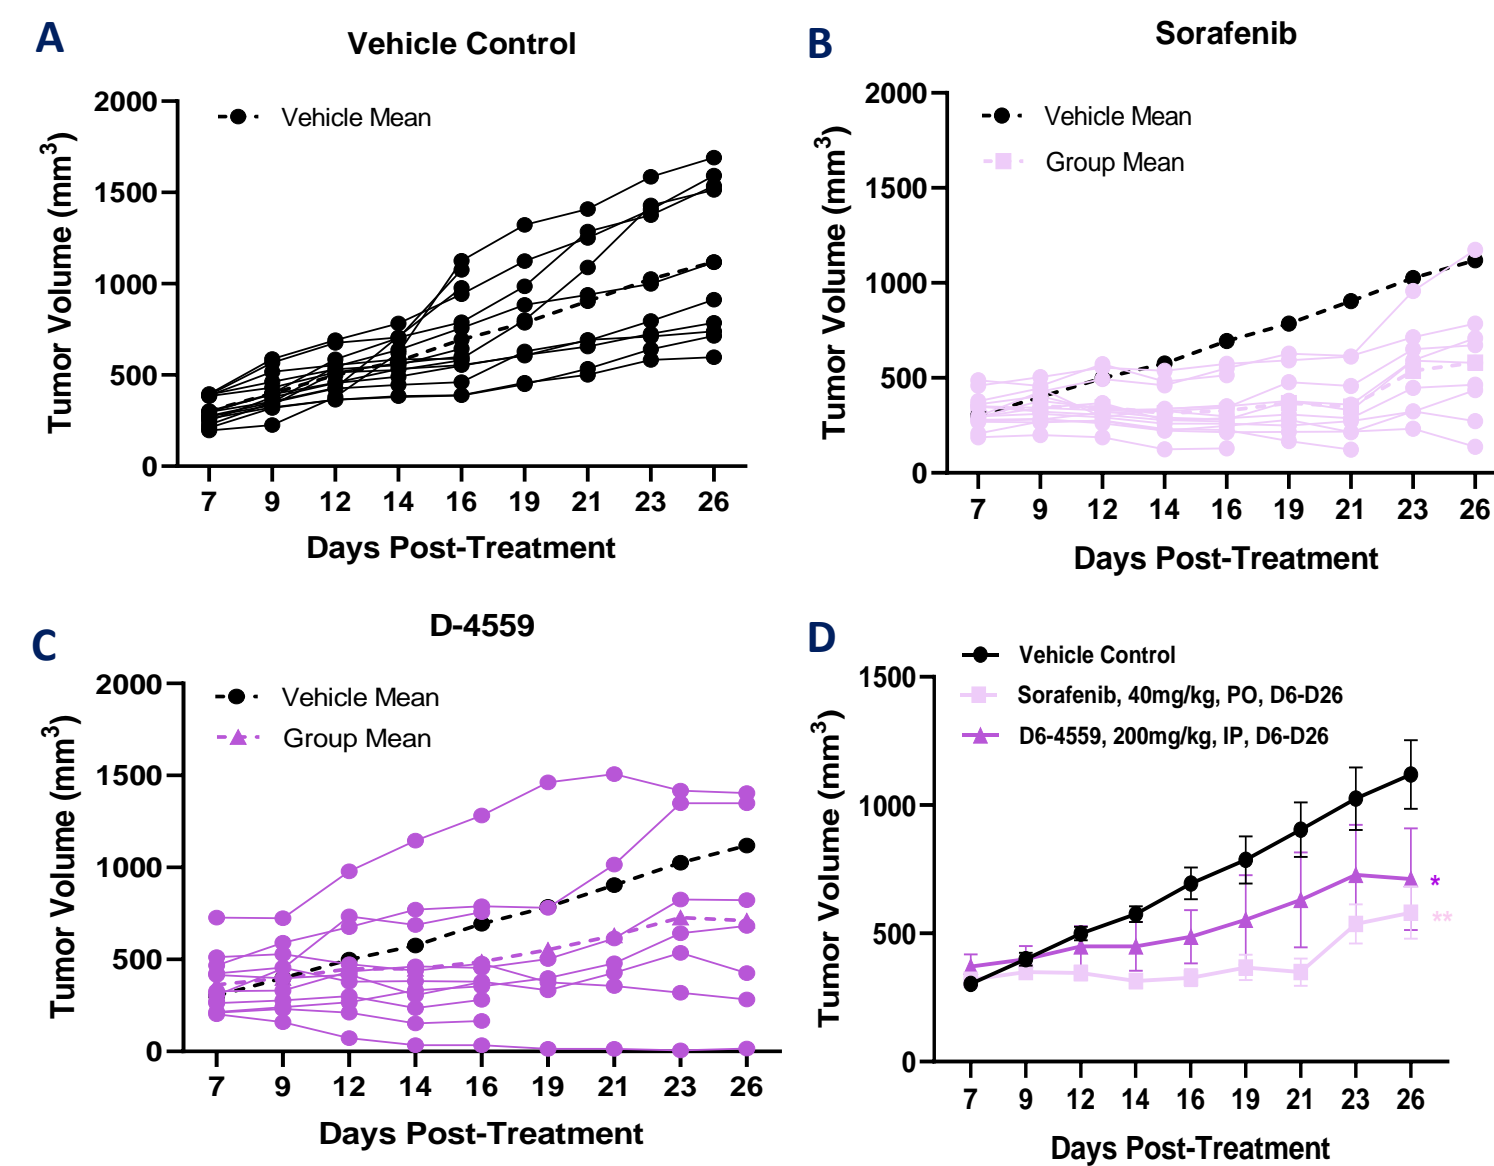 A
Vehicle Control
Tumor Volume (mm3)
2000
1500
1000
500
0
Vehicle Mean
7 9 12 14 16 19 21 23 26
Days Post-Treatment
B
Sorafenib
Tumor Volume (mm3)
2000
1500
1000
500
0
Vehicle Mean
Group Mean
7 9 12 14 16 19 21 23 26
Days Post-Treatment
C
D-4559
Tumor Volume (mm3)
2000
1500
1000
500
0
Vehicle Mean
Group Mean
7 9 12 14 16 19 21 23 26
Days Post-Treatment
D
Vehicle Control
Sorafenib, 40mg/kg, PO, D6-D26
D6-4559, 200mg/kg, IP, D6-D26
Tumor Volume (mm3)
1500
1000
500
0
*
**
7 9 12 14 16 19 21 23 26
Days Post-Treatment